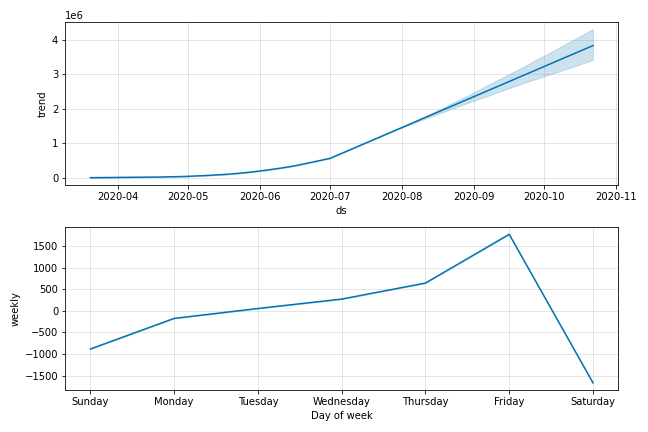 1e6
4
3
2
1
0
trend
2020-04 2020-05 2020-06 2020-07 2020-08 2020-09 2020-10 2020-11
ds
1500
1000
500
0
−500
−1000
−1500
weekly
Sunday Monday Tuesday Wednesday Thursday Friday Saturday
Day of week